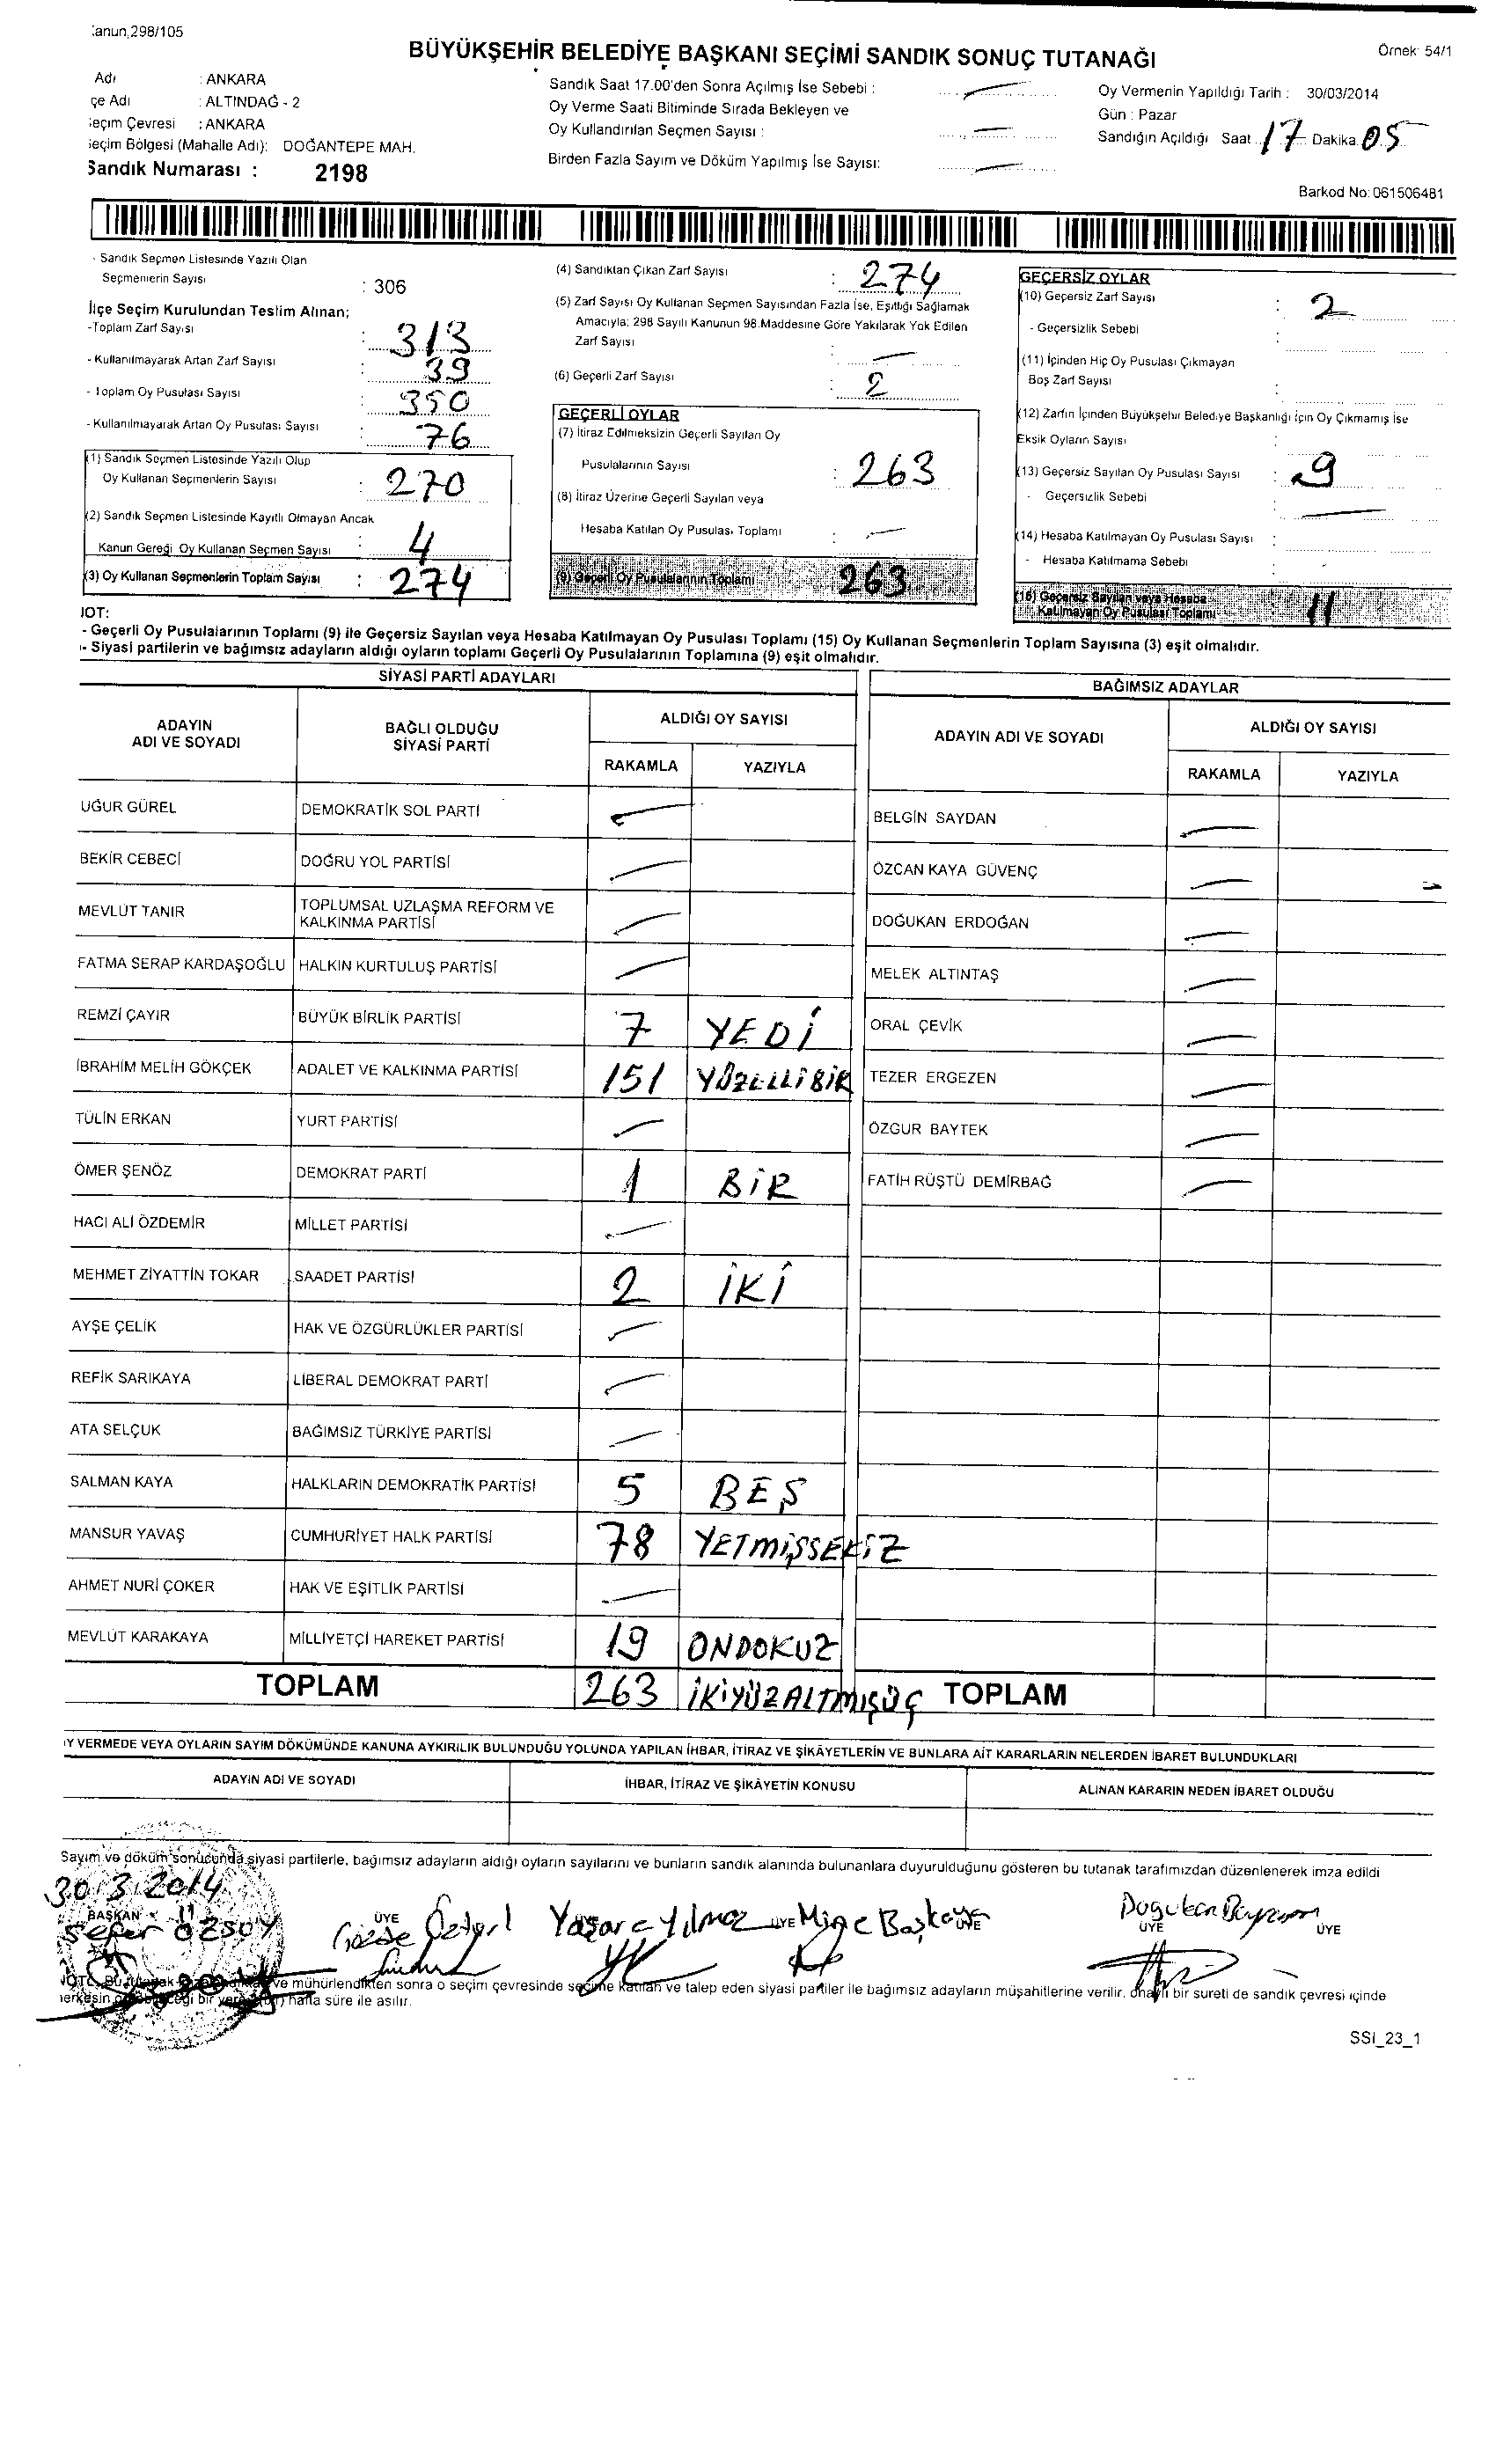 Kanun,298/105
BÜYÜKŞEHİR BELEDİYE BAŞKANI SEÇİMİ SANDIK SONUÇ TUTANAĞI
Örnek: 54/1
Adı : ANKARA
çe Adı : ALTINDAĞ - 2
eçim Çevresi : ANKARA
eçim Bölgesi (Mahalle Adı): DOĞANTEPE MAH.
Sandık Numarası : 2198
Sandık Saat 17.00'den Sonra Açılmış İse Sebebi :
Oy Verme Saati Bitiminde Sırada Bekleyen ve
Oy Kullandırılan Seçmen Sayısı :
Birden Fazla Sayım ve Döküm Yapılmış İse Sayısı:
Oy Vermenin Yapıldığı Tarih : 30/03/2014
Gün : Pazar
Sandığın Açıldığı Saat 17 Dakika 05
Barkod No: 061506481
- Sandık Seçmen Listesinde Yazılı Olan
Seçmenlerin Sayısı : 306
İlçe Seçim Kurulundan Teslim Alınan;
-Toplam Zarf Sayısı : 313
- Kullanılmayarak Artan Zarf Sayısı : 39
- Toplam Oy Pusulası Sayısı : 350
- Kullanılmayarak Artan Oy Pusulası Sayısı : 76
(1) Sandık Seçmen Listesinde Yazılı Olup
Oy Kullanan Seçmenlerin Sayısı : 270
(2) Sandık Seçmen Listesinde Kayıtlı Olmayan Ancak
Kanun Gereği Oy Kullanan Seçmen Sayısı : 4
(3) Oy Kullanan Seçmenlerin Toplam Sayısı : 274
(4) Sandıktan Çıkan Zarf Sayısı : 274
(5) Zarf Sayısı Oy Kullanan Seçmen Sayısından Fazla İse, Eşitliği Sağlamak
Amacıyla; 298 Sayılı Kanunun 98.Maddesine Göre Yakılarak Yok Edilen
Zarf Sayısı :
(6) Geçerli Zarf Sayısı : 2
GEÇERLİ OYLAR
(7) İtiraz Edilmeksizin Geçerli Sayılan Oy
Pusulalarının Sayısı : 263
(8) İtiraz Üzerine Geçerli Sayılan veya
Hesaba Katılan Oy Pusulası Toplamı :
(9) Geçerli Oy Pusulalarının Toplamı 263
GEÇERSİZ OYLAR
(10) Geçersiz Zarf Sayısı : 2
- Geçersizlik Sebebi :
(11) İçinden Hiç Oy Pusulası Çıkmayan
Boş Zarf Sayısı :
(12) Zarfın İçinden Büyükşehir Belediye Başkanlığı İçin Oy Çıkmamış İse
Eksik Oyların Sayısı :
(13) Geçersiz Sayılan Oy Pusulası Sayısı : 9
- Geçersizlik Sebebi :
(14) Hesaba Katılmayan Oy Pusulası Sayısı :
- Hesaba Katılmama Sebebi :
(15) Geçersiz Sayılan veya Hesaba
Katılmayan Oy Pusulası Toplamı : 11
NOT:
- Geçerli Oy Pusulalarının Toplamı (9) ile Geçersiz Sayılan veya Hesaba Katılmayan Oy Pusulası Toplamı (15) Oy Kullanan Seçmenlerin Toplam Sayısına (3) eşit olmalıdır.
- Siyasi partilerin ve bağımsız adayların aldığı oyların toplamı Geçerli Oy Pusulalarının Toplamına (9) eşit olmalıdır.
SİYASİ PARTİ ADAYLARI
ADAYIN ADI VE SOYADI
BAĞLI OLDUĞU SİYASİ PARTİ
ALDIĞI OY SAYISI
RAKAMLA YAZIYLA
UĞUR GÜREL DEMOKRATİK SOL PARTİ
BEKİR CEBECİ DOĞRU YOL PARTİSİ
MEVLÜT TANIR TOPLUMSAL UZLAŞMA REFORM VE
KALKINMA PARTİSİ
FATMA SERAP KARDAŞOĞLU HALKIN KURTULUŞ PARTİSİ
REMZİ ÇAYIR BÜYÜK BİRLİK PARTİSİ 7 YEDİ
İBRAHİM MELİH GÖKÇEK ADALET VE KALKINMA PARTİSİ 151 YÜZELLİBİR
TÜLİN ERKAN YURT PARTİSİ
ÖMER ŞENÖZ DEMOKRAT PARTİ 1 BİR
HACI ALİ ÖZDEMİR MİLLET PARTİSİ
MEHMET ZİYATTİN TOKAR SAADET PARTİSİ 2 İKİ
AYŞE ÇELİK HAK VE ÖZGÜRLÜKLER PARTİSİ
REFİK SARIKAYA LİBERAL DEMOKRAT PARTİ
ATA SELÇUK BAĞIMSIZ TÜRKİYE PARTİSİ
SALMAN KAYA HALKLARIN DEMOKRATİK PARTİSİ 5 BEŞ
MANSUR YAVAŞ CUMHURİYET HALK PARTİSİ 78 YETMİŞSEKİZ
AHMET NURİ ÇOKER HAK VE EŞİTLİK PARTİSİ
MEVLÜT KARAKAYA MİLLİYETÇİ HAREKET PARTİSİ 19 ONDOKUZ
TOPLAM 263 İKİYÜZALTMIŞÜÇ
BAĞIMSIZ ADAYLAR
ADAYIN ADI VE SOYADI
ALDIĞI OY SAYISI
RAKAMLA YAZIYLA
BELGİN SAYDAN
ÖZCAN KAYA GÜVENÇ
DOĞUKAN ERDOĞAN
MELEK ALTINTAŞ
ORAL ÇEVİK
TEZER ERGEZEN
ÖZGÜR BAYTEK
FATİH RÜŞTÜ DEMİRBAĞ
TOPLAM
Y VERMEDE VEYA OYLARIN SAYIM DÖKÜMÜNDE KANUNA AYKIRILIK BULUNDUĞU YOLUNDA YAPILAN İHBAR, İTİRAZ VE ŞİKÂYETLERİN VE BUNLARA AİT KARARLARIN NELERDEN İBARET BULUNDUKLARI
ADAYIN ADI VE SOYADI İHBAR, İTİRAZ VE ŞİKÂYETİN KONUSU ALINAN KARARIN NEDEN İBARET OLDUĞU
Sayım ve döküm sonucunda siyasi partilerle, bağımsız adayların aldığı oyların sayılarını ve bunların sandık alanında bulunanlara duyurulduğunu gösteren bu tutanak tarafımızdan düzenlenerek imza edildi
30.3.2014
BAŞKAN ÜYE ÜYE ÜYE ÜYE ÜYE
Sefer ÖZSOY Gözde Yaşare Yılmaz Doğukan Bayram
ve mühürlendikten sonra o seçim çevresinde seçime katılan ve talep eden siyasi partiler ile bağımsız adayların müşahitlerine verilir, onaylı bir sureti de sandık çevresi içinde
herkesin bir hafta süre ile asılır.
SSI_23_1